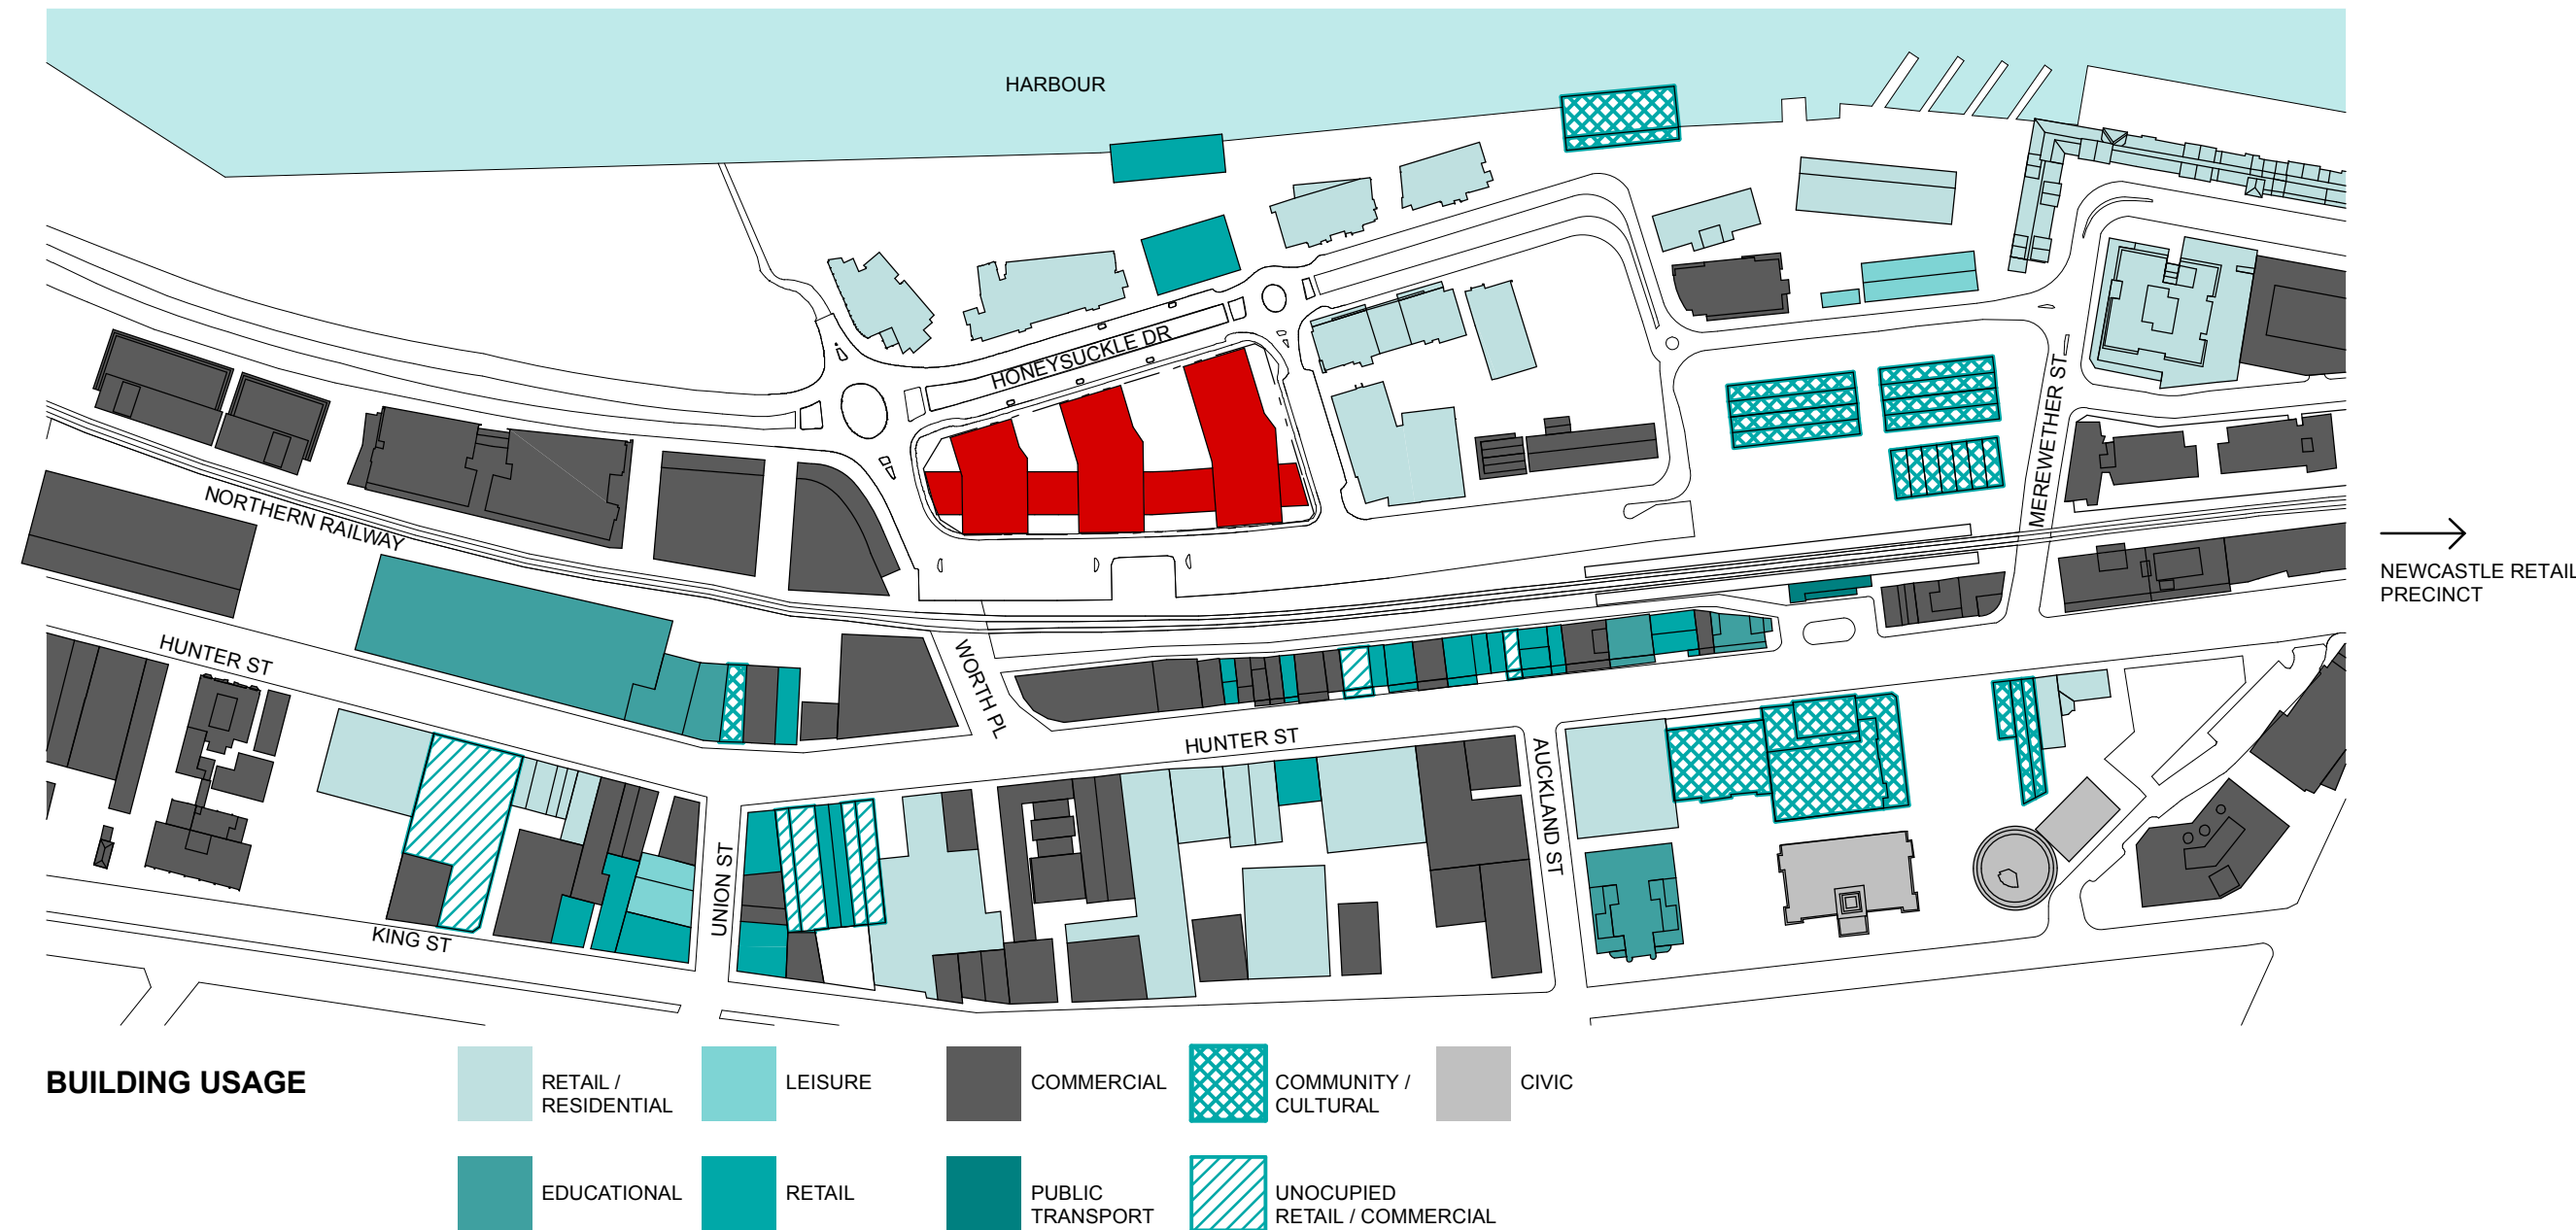 HARBOUR
HONEYSUCKLE DR
MEREWETHER ST
NORTHERN RAILWAY
NEWCASTLE RETAIL
PRECINCT
HUNTER ST
WORTH PL
HUNTER ST
AUCKLAND ST
UNION ST
KING ST
BUILDING USAGE
RETAIL /
RESIDENTIAL
LEISURE
COMMERCIAL
COMMUNITY /
CULTURAL
CIVIC
EDUCATIONAL
RETAIL
PUBLIC
TRANSPORT
UNOCUPIED
RETAIL / COMMERCIAL